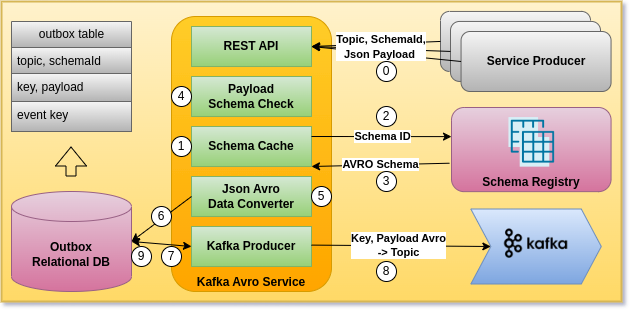 outbox table
topic, schemaId
key, payload
event key
REST API
Topic, SchemaId,
Json Payload
0
Service Producer
4
Payload
Schema Check
2
1
Schema Cache
Schema ID
AVRO Schema
3
Schema Registry
Json Avro
Data Converter
5
6
Outbox
Relational DB
9
7
Kafka Producer
Key, Payload Avro
-> Topic
8
kafka
Kafka Avro Service